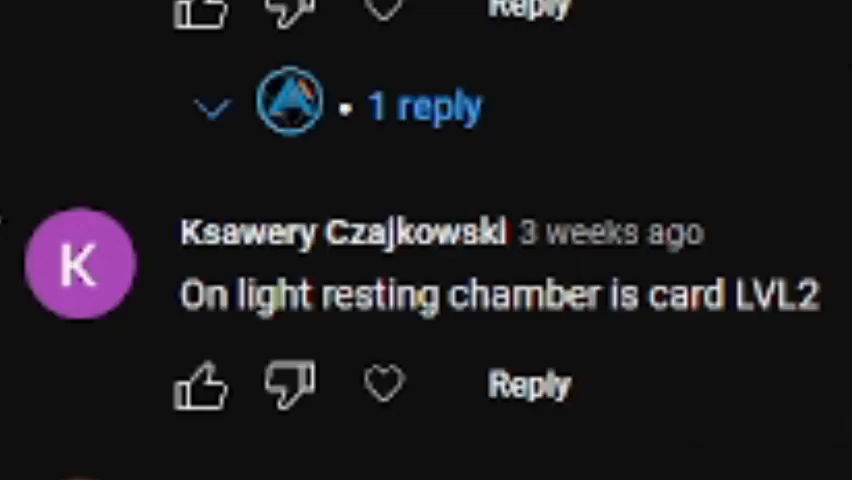 Reply
• 1 reply
K
Ksawery Czajkowski 3 weeks ago
On light resting chamber is card LVL2
Reply